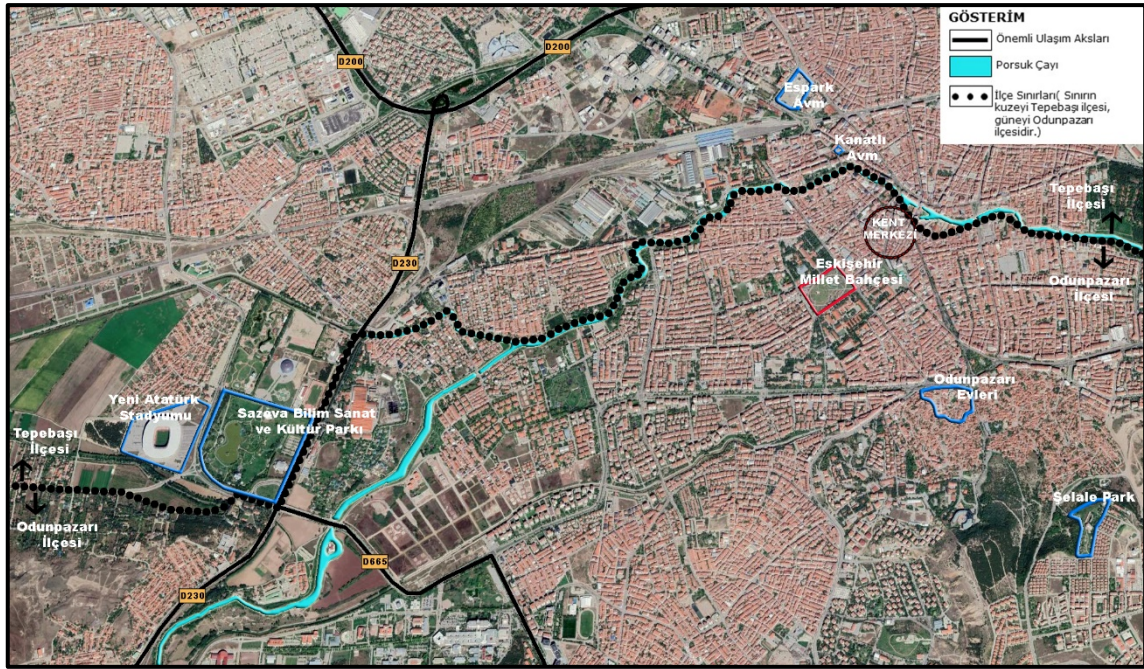 GÖSTERİM
Önemli Ulaşım Aksları
Porsuk Çayı
İlçe Sınırları( Sınırın
kuzeyi Tepebaşı ilçesi,
güneyi Odunpazarı
ilçesidir.)
D200
D200
Espark
Avm
Kanatlı
Avm
Tepebaşı
İlçesi
KENT
MERKEZİ
D230
Eskişehir
Millet Bahçesi
Odunpazarı
İlçesi
Odunpazarı
Evleri
Yeni Atatürk
Stadyumu
Sazova Bilim Sanat
ve Kültür Parkı
Tepebaşı
İlçesi
Odunpazarı
İlçesi
Şelale Park
D665
D230